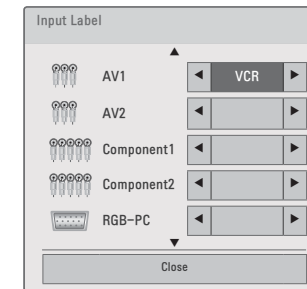 Input Label
AV1 VCR
AV2
Component1
Component2
RGB-PC
Close